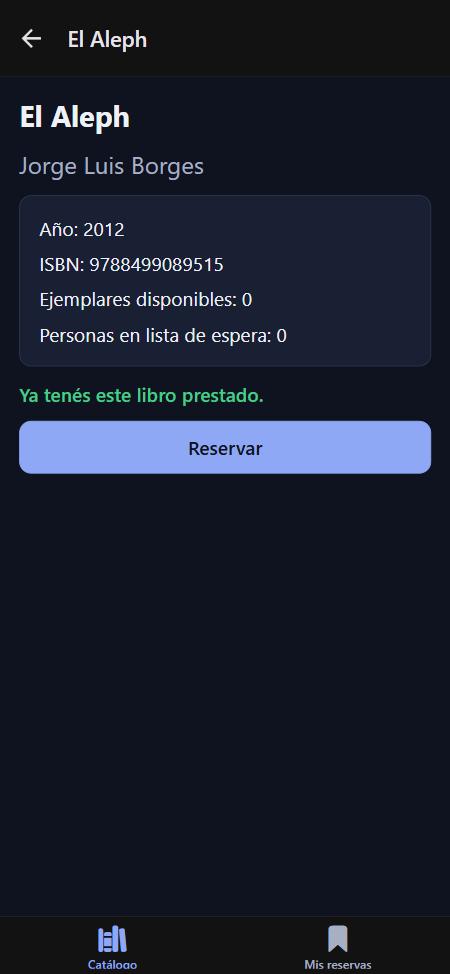 El Aleph
El Aleph
Jorge Luis Borges
Año: 2012
ISBN: 9788499089515
Ejemplares disponibles: 0
Personas en lista de espera: 0
Ya tenés este libro prestado.
Reservar
Catálogo
Mis reservas